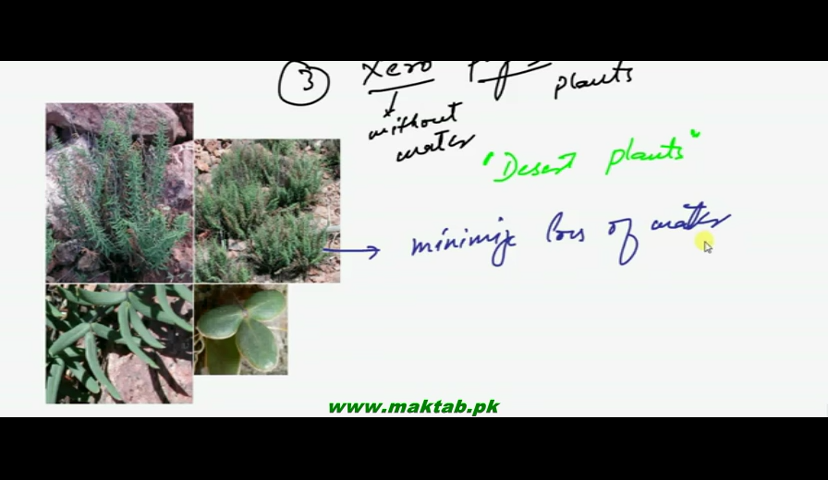 ③ Xero
plants
without
water
"Desert plants"
minimize loss of water
www.maktab.pk